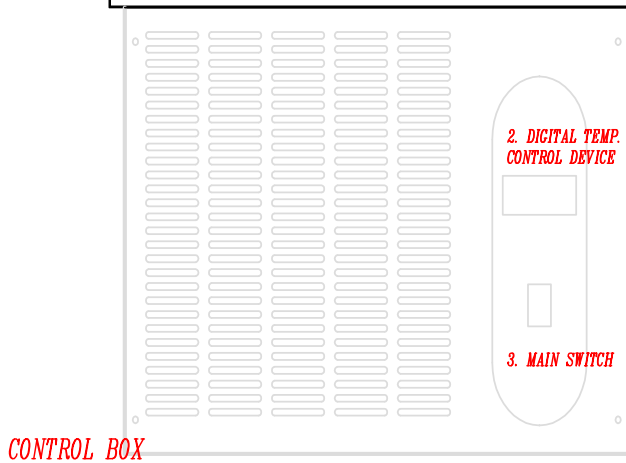 2. DIGITAL TEMP.
CONTROL DEVICE
3. MAIN SWITCH
CONTROL BOX